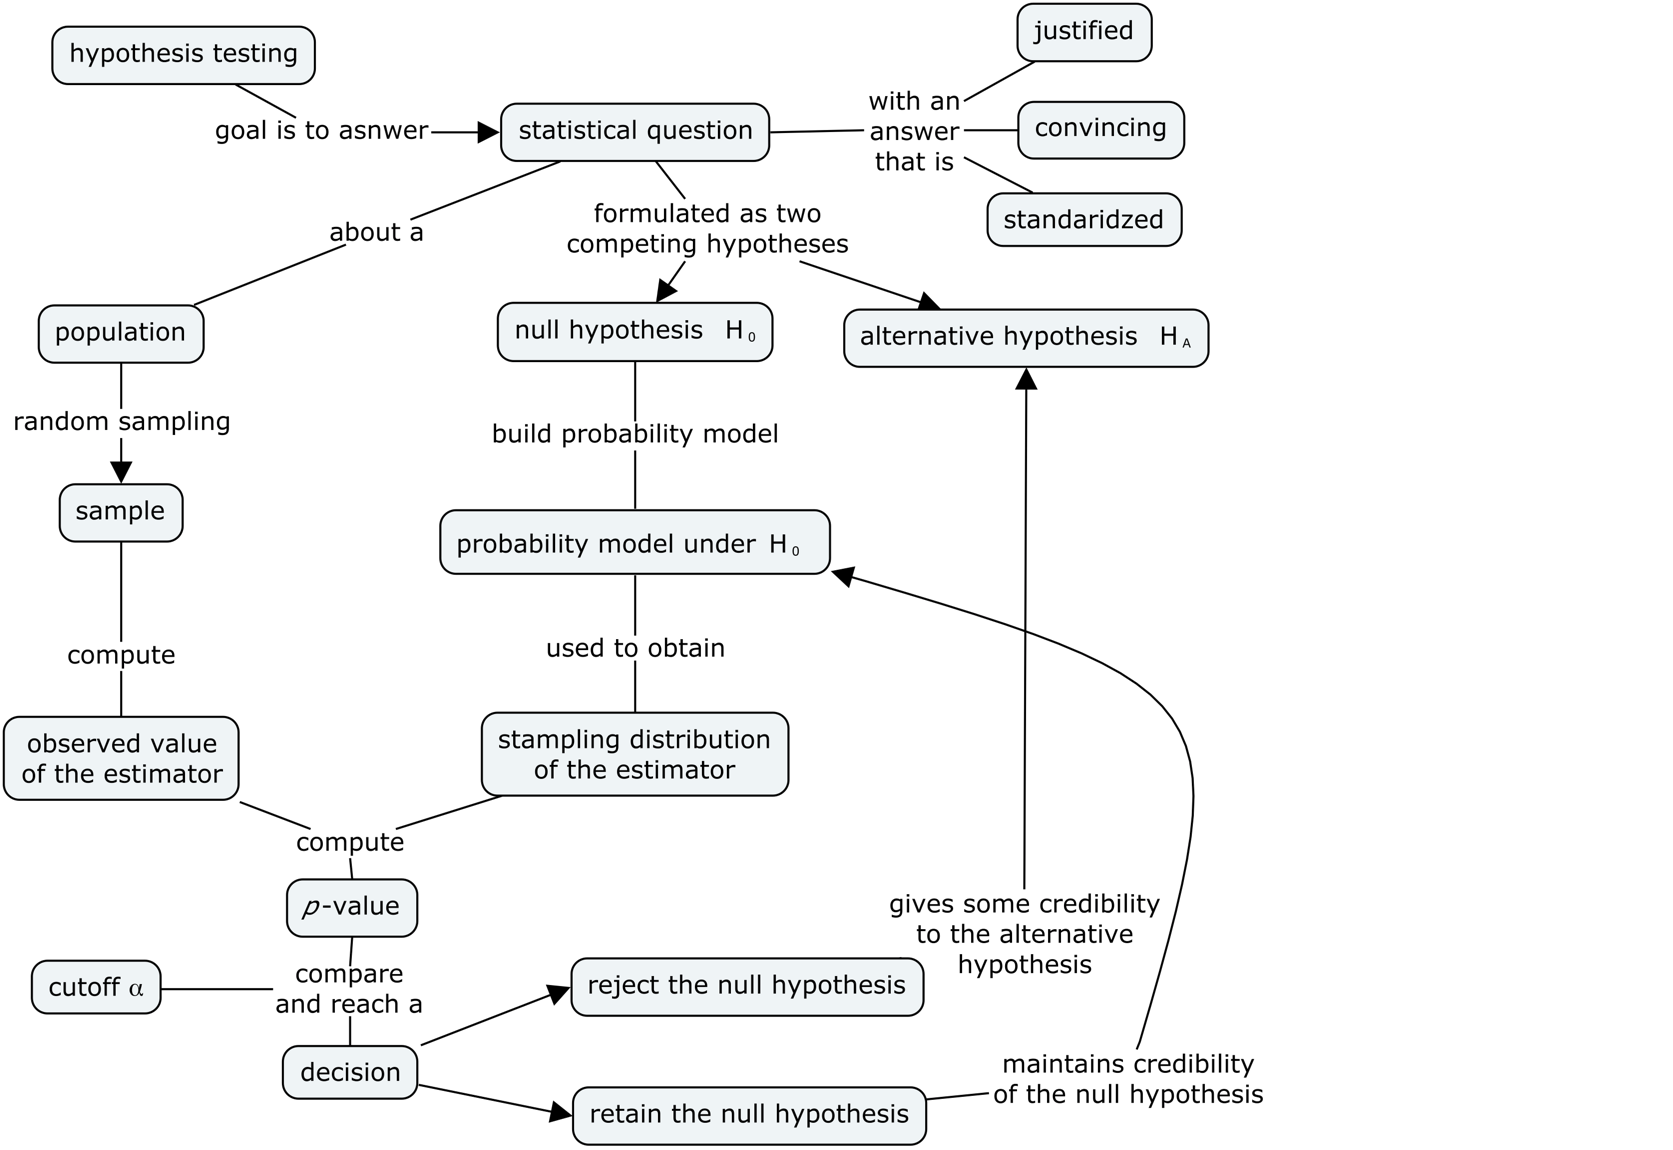 hypothesis testing
goal is to asnwer
statistical question
with an
answer
that is
justified
convincing
standaridzed
about a
formulated as two
competing hypotheses
population
null hypothesis H₀
alternative hypothesis H_A
random sampling
build probability model
sample
probability model under H₀
compute
used to obtain
observed value
of the estimator
stampling distribution
of the estimator
compute
p-value
cutoff α
compare
and reach a
decision
reject the null hypothesis
gives some credibility
to the alternative
hypothesis
retain the null hypothesis
maintains credibility
of the null hypothesis